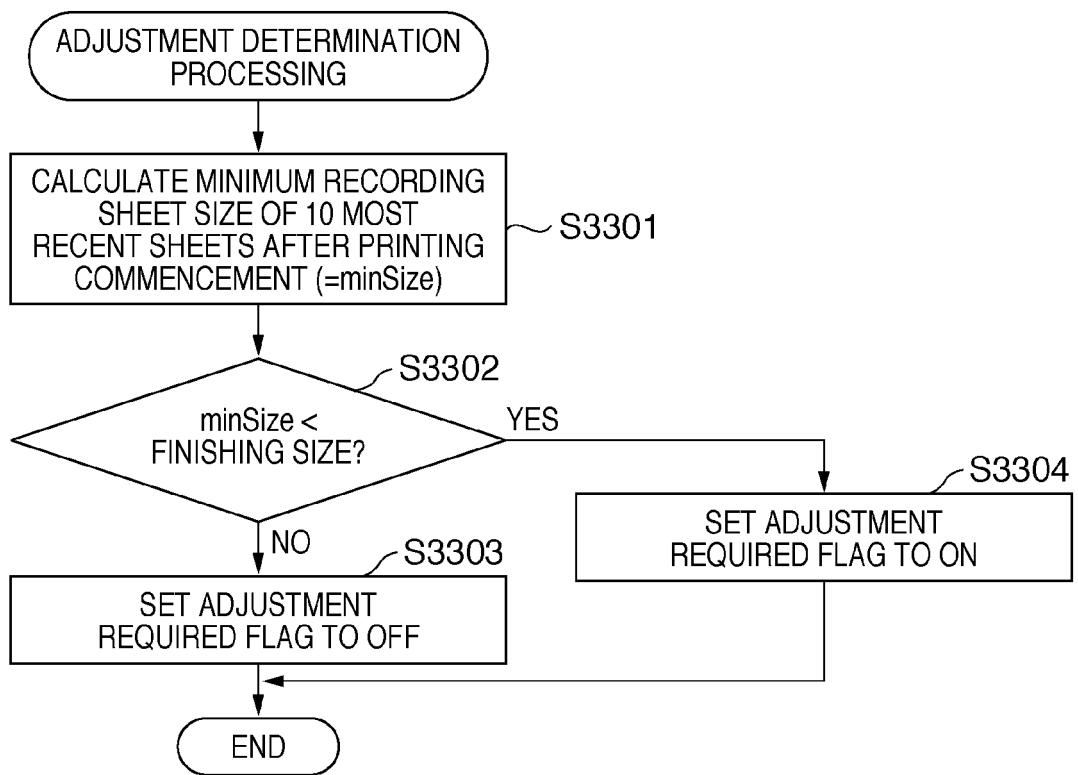 ADJUSTMENT DETERMINATION
PROCESSING
CALCULATE MINIMUM RECORDING
SHEET SIZE OF 10 MOST
RECENT SHEETS AFTER PRINTING
COMMENCEMENT (=minSize)
S3301
S3302
minSize <
FINISHING SIZE?
YES
S3304
SET ADJUSTMENT
REQUIRED FLAG TO ON
NO
S3303
SET ADJUSTMENT
REQUIRED FLAG TO OFF
END